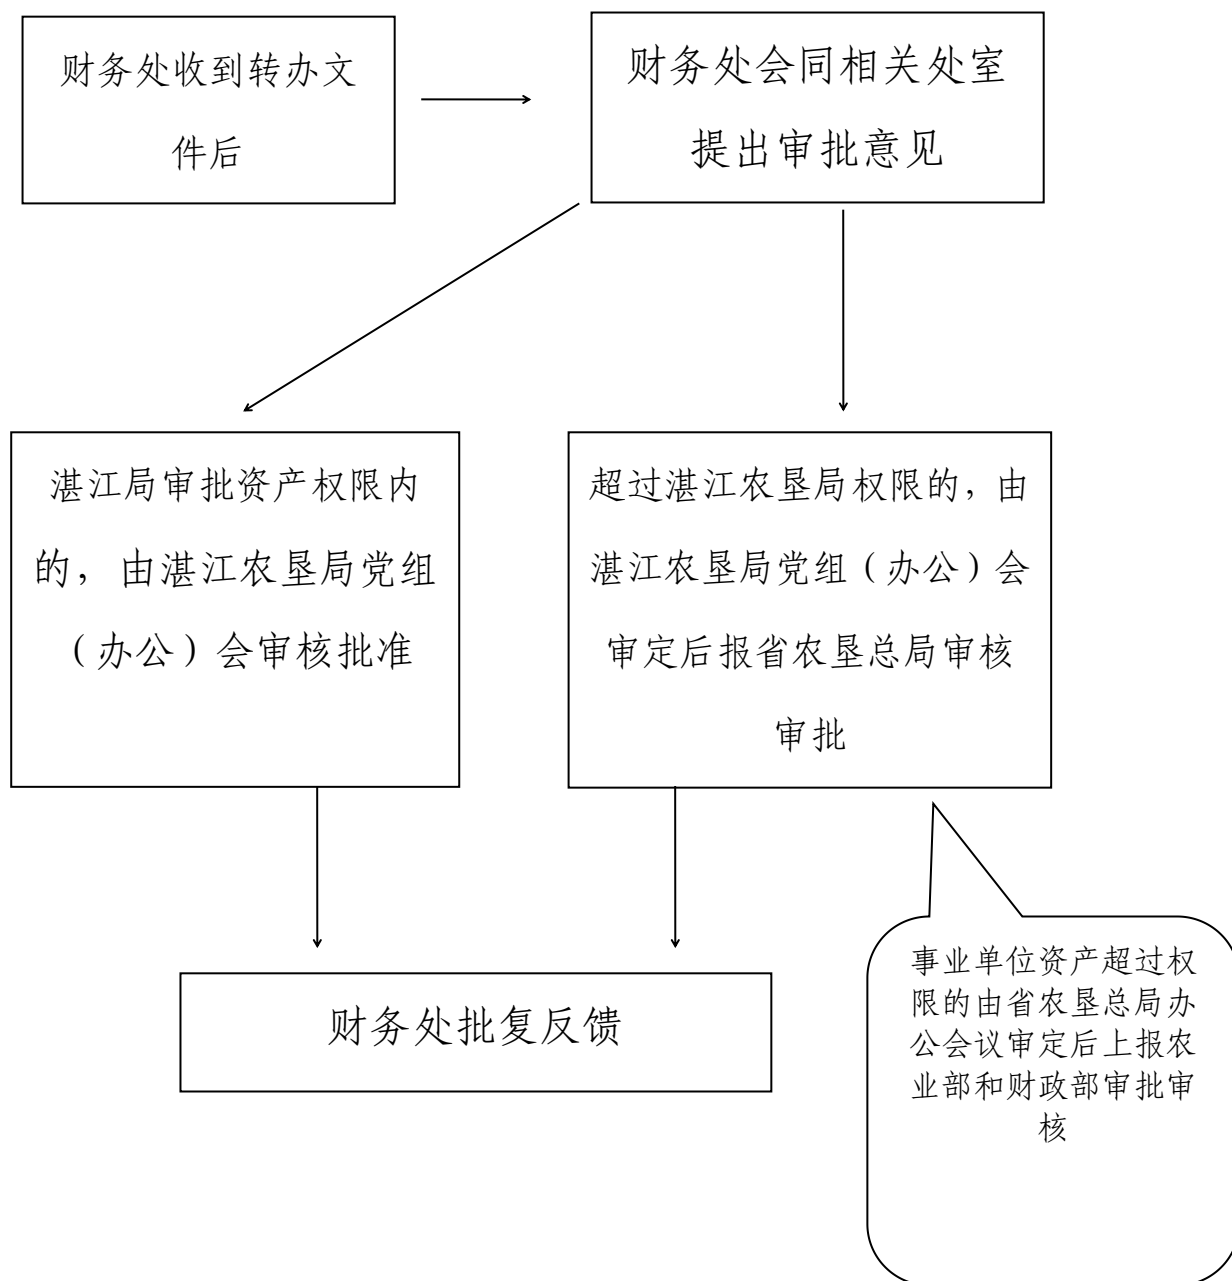 财务处收到转办文
件后
财务处会同相关处室
提出审批意见
湛江局审批资产权限内
的，由湛江农垦局党组
（办公）会审核批准
超过湛江农垦局权限的，由
湛江农垦局党组（办公）会
审定后报省农垦总局审核
审批
财务处批复反馈
事业单位资产超过权
限的由省农垦总局办
公会议审定后上报农
业部和财政部审批审
核